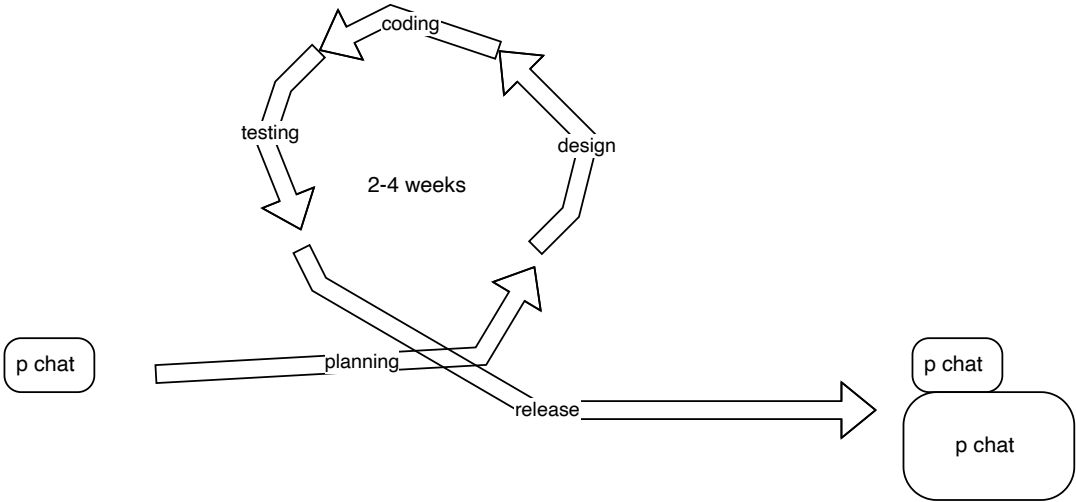 coding
testing
design
2-4 weeks
planning
p chat
p chat
release
p chat